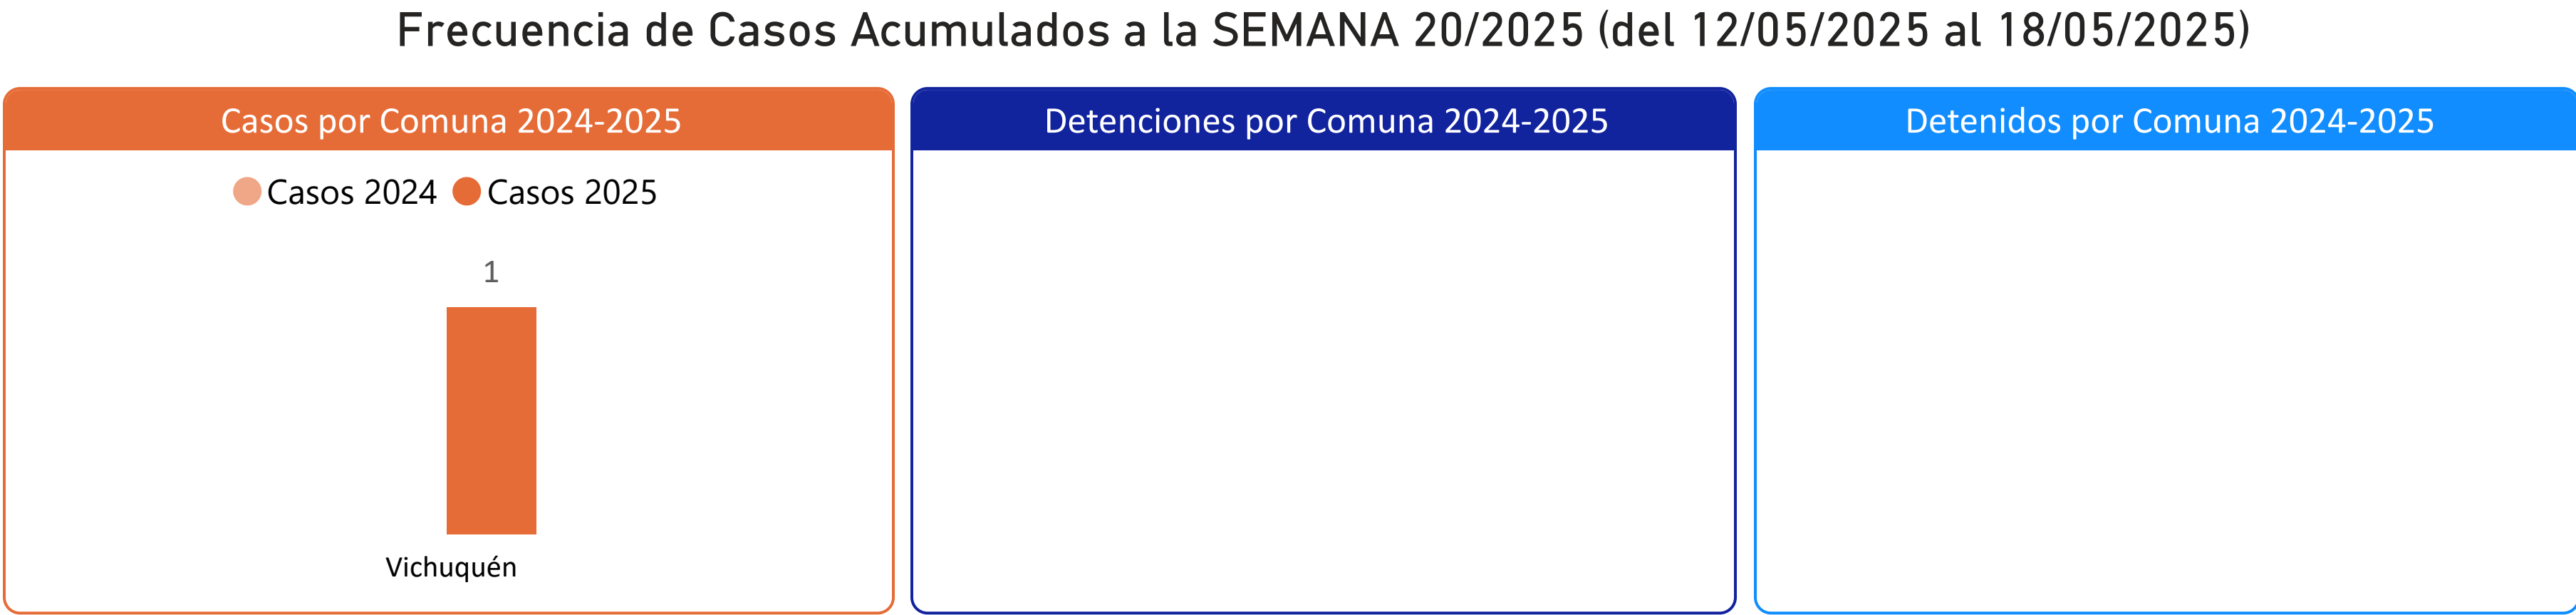 Frecuencia de Casos Acumulados a la SEMANA 20/2025 (del 12/05/2025 al 18/05/2025)
Casos por Comuna 2024-2025
Casos 2024 Casos 2025
1
Vichuquén
Detenciones por Comuna 2024-2025
Detenidos por Comuna 2024-2025